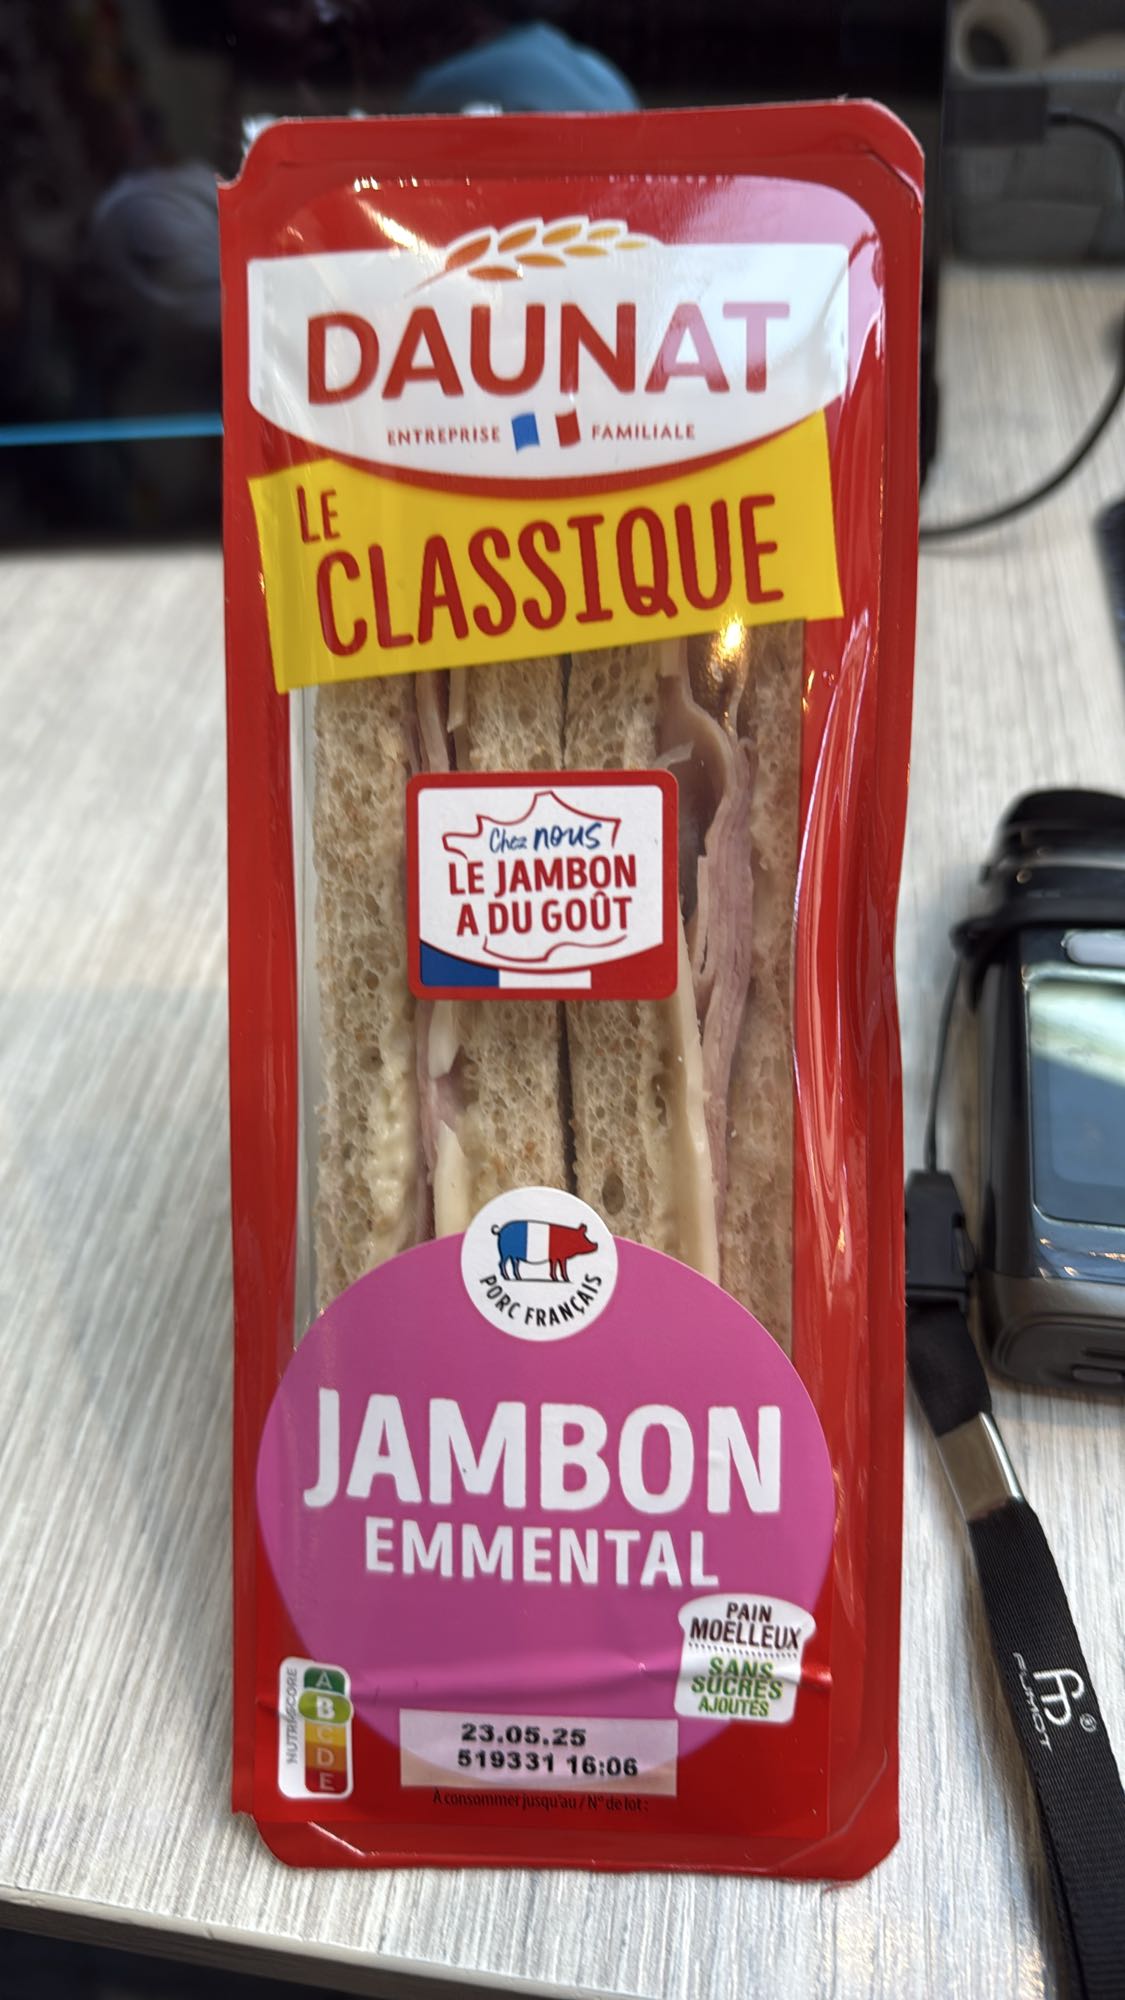 DAUNAT
ENTREPRISE FAMILIALE
LE
CLASSIQUE
Chez nous
LE JAMBON
A DU GOÛT
PORC FRANÇAIS
JAMBON
EMMENTAL
PAIN
MOELLEUX
SANS
SUCRES
AJOUTÉS
NUTRI-SCORE
A
B
C
D
E
23.05.25
519331 16:06
À consommer jusqu'au / N° de lot :
FUMOT